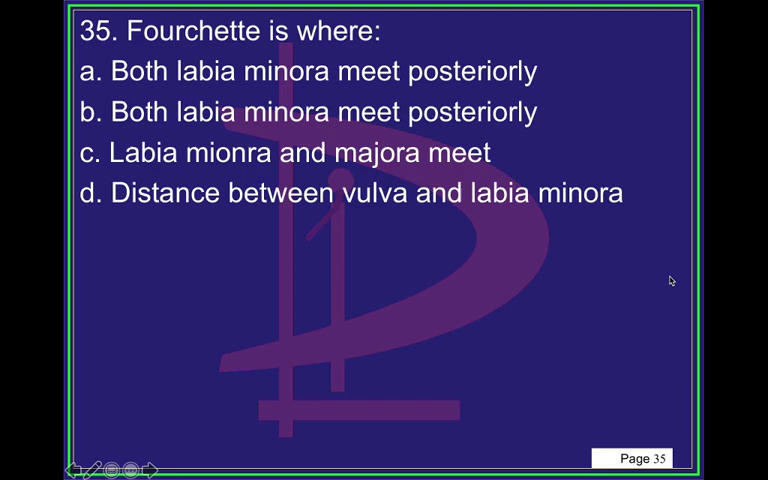 35. Fourchette is where:
a. Both labia minora meet posteriorly
b. Both labia minora meet posteriorly
c. Labia mionra and majora meet
d. Distance between vulva and labia minora
Page 35